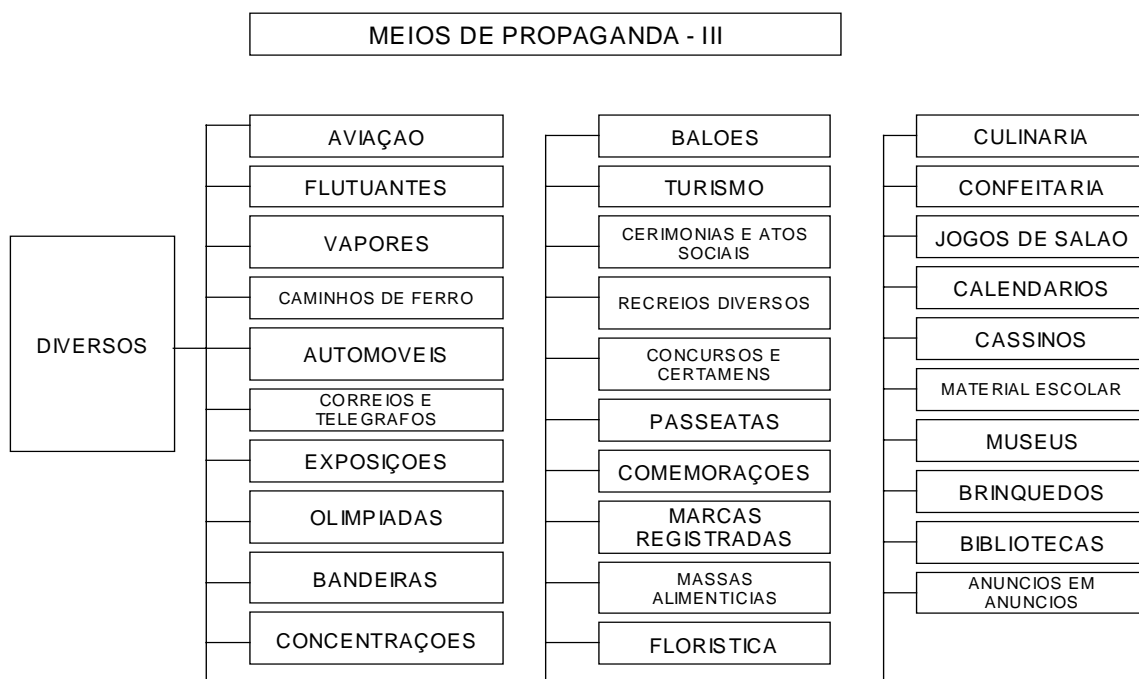 MEIOS DE PROPAGANDA - III
DIVERSOS
AVIAÇAO
FLUTUANTES
VAPORES
CAMINHOS DE FERRO
AUTOMOVEIS
CORREIOS E
TELEGRAFOS
EXPOSIÇOES
OLIMPIADAS
BANDEIRAS
CONCENTRAÇOES
BALOES
TURISMO
CERIMONIAS E ATOS
SOCIAIS
RECREIOS DIVERSOS
CONCURSOS E
CERTAMENS
PASSEATAS
COMEMORAÇOES
MARCAS
REGISTRADAS
MASSAS
ALIMENTICIAS
FLORISTICA
CULINARIA
CONFEITARIA
JOGOS DE SALAO
CALENDARIOS
CASSINOS
MATERIAL ESCOLAR
MUSEUS
BRINQUEDOS
BIBLIOTECAS
ANUNCIOS EM
ANUNCIOS